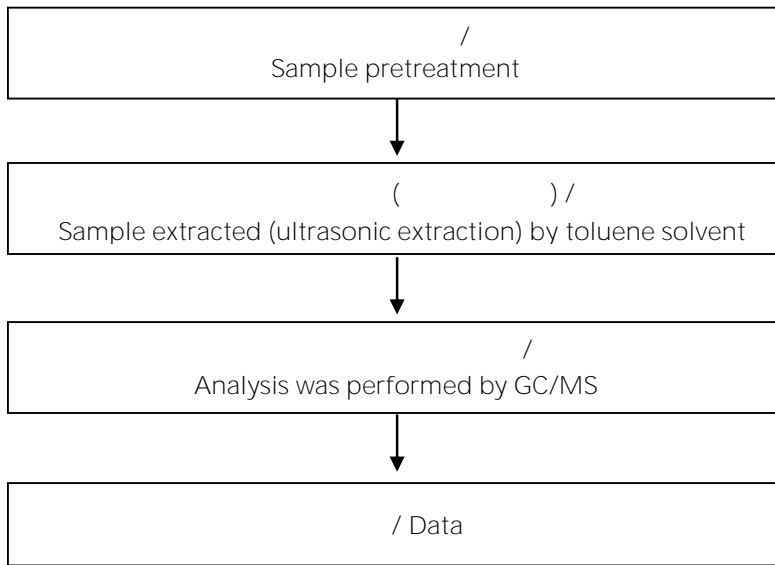 /
Sample pretreatment
( ) /
Sample extracted (ultrasonic extraction) by toluene solvent
/
Analysis was performed by GC/MS
/ Data